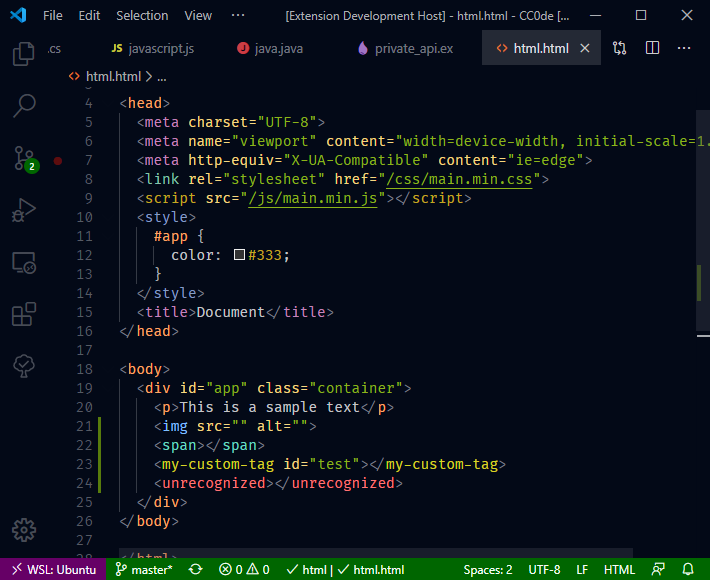 File Edit Selection View ··· [Extension Development Host] - html.html - CC0de [...
.cs JS javascript.js J java.java private_api.ex <> html.html ···
<> html.html > ...
4 <head>
5 <meta charset="UTF-8">
6 <meta name="viewport" content="width=device-width, initial-scale=1.
7 <meta http-equiv="X-UA-Compatible" content="ie=edge">
8 <link rel="stylesheet" href="/css/main.min.css">
9 <script src="/js/main.min.js"></script>
10 <style>
11 #app {
12 color: #333;
13 }
14 </style>
15 <title>Document</title>
16 </head>
17
18 <body>
19 <div id="app" class="container">
20 <p>This is a sample text</p>
21 <img src="" alt="">
22 <span></span>
23 <my-custom-tag id="test"></my-custom-tag>
24 <unrecognized></unrecognized>
25 </div>
26 </body>
27
28 </html>
2
WSL: Ubuntu master* 0 0 html | html.html Spaces: 2 UTF-8 LF HTML